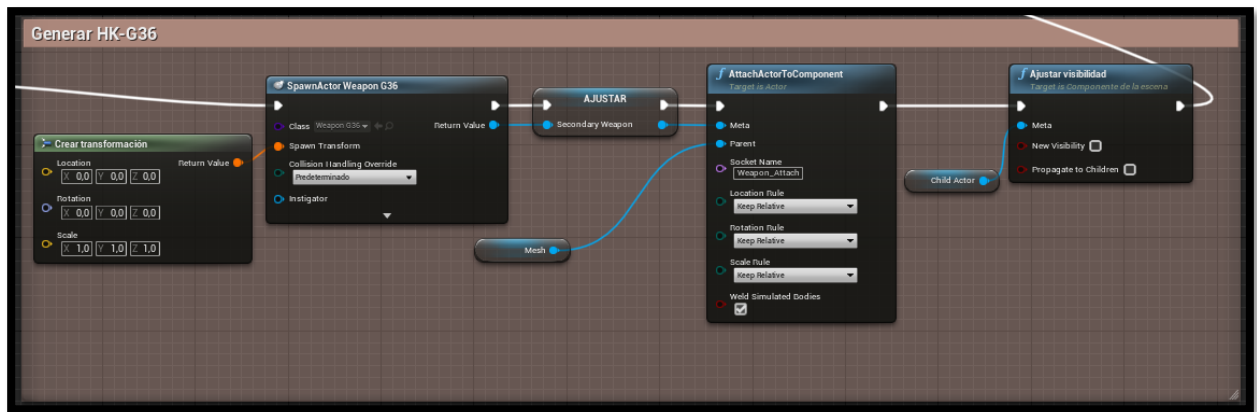 Generar HK-G36
Crear transformación
Location
Return Value
X 0,0 Y 0,0 Z 0,0
Rotation
X 0,0 Y 0,0 Z 0,0
Scale
X 1,0 Y 1,0 Z 1,0
SpawnActor Weapon G36
Class Weapon G36
Return Value
Spawn Transform
Collision Handling Override
Predeterminado
Instigator
AJUSTAR
Secondary Weapon
Mesh
AttachActorToComponent
Target is Actor
Meta
Parent
Socket Name
Weapon_Attach
Location Rule
Keep Relative
Rotation Rule
Keep Relative
Scale Rule
Keep Relative
Weld Simulated Bodies
Child Actor
Ajustar visibilidad
Target is Componente de la escena
Meta
New Visibility
Propagate to Children